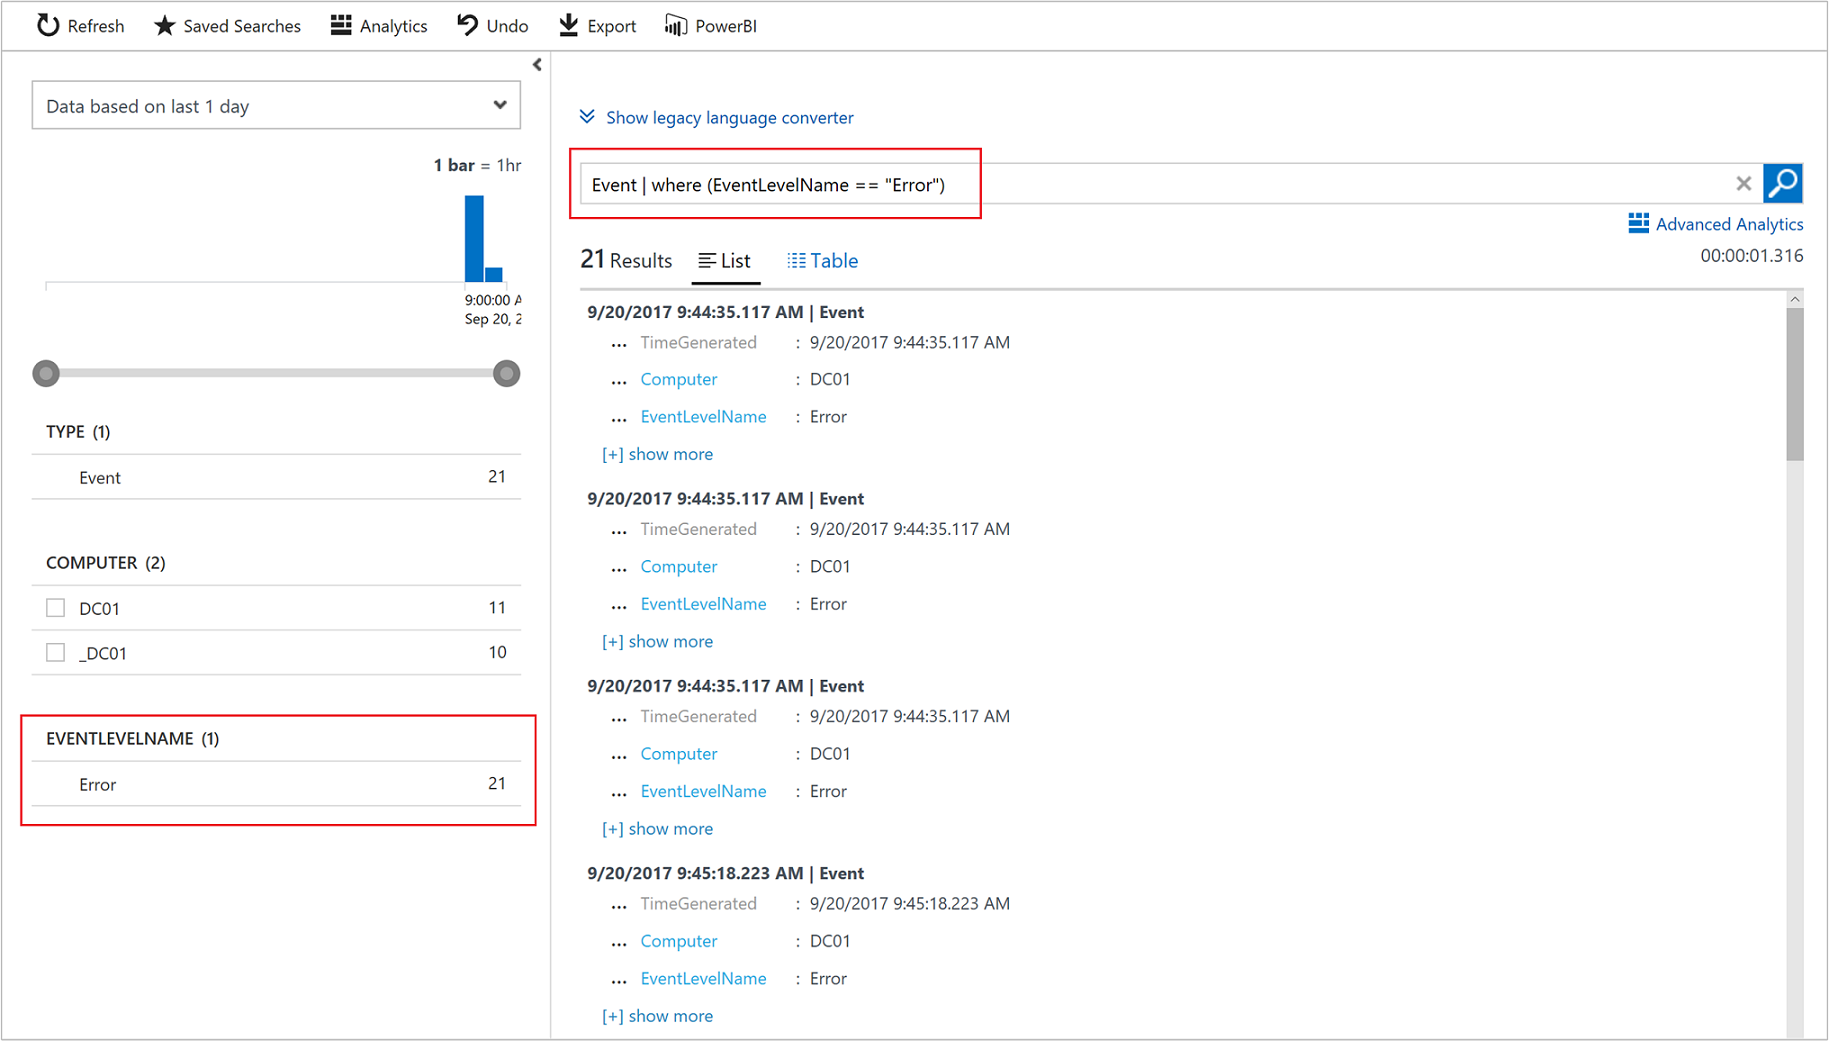 Refresh Saved Searches Analytics Undo Export PowerBI
Data based on last 1 day
1 bar = 1hr
9:00:00 A
Sep 20, 2
TYPE (1)
Event 21
COMPUTER (2)
DC01 11
_DC01 10
EVENTLEVELNAME (1)
Error 21
Show legacy language converter
Event | where (EventLevelName == "Error")
Advanced Analytics
00:00:01.316
21 Results List Table
9/20/2017 9:44:35.117 AM | Event
... TimeGenerated : 9/20/2017 9:44:35.117 AM
... Computer : DC01
... EventLevelName : Error
[+] show more
9/20/2017 9:44:35.117 AM | Event
... TimeGenerated : 9/20/2017 9:44:35.117 AM
... Computer : DC01
... EventLevelName : Error
[+] show more
9/20/2017 9:44:35.117 AM | Event
... TimeGenerated : 9/20/2017 9:44:35.117 AM
... Computer : DC01
... EventLevelName : Error
[+] show more
9/20/2017 9:45:18.223 AM | Event
... TimeGenerated : 9/20/2017 9:45:18.223 AM
... Computer : DC01
... EventLevelName : Error
[+] show more